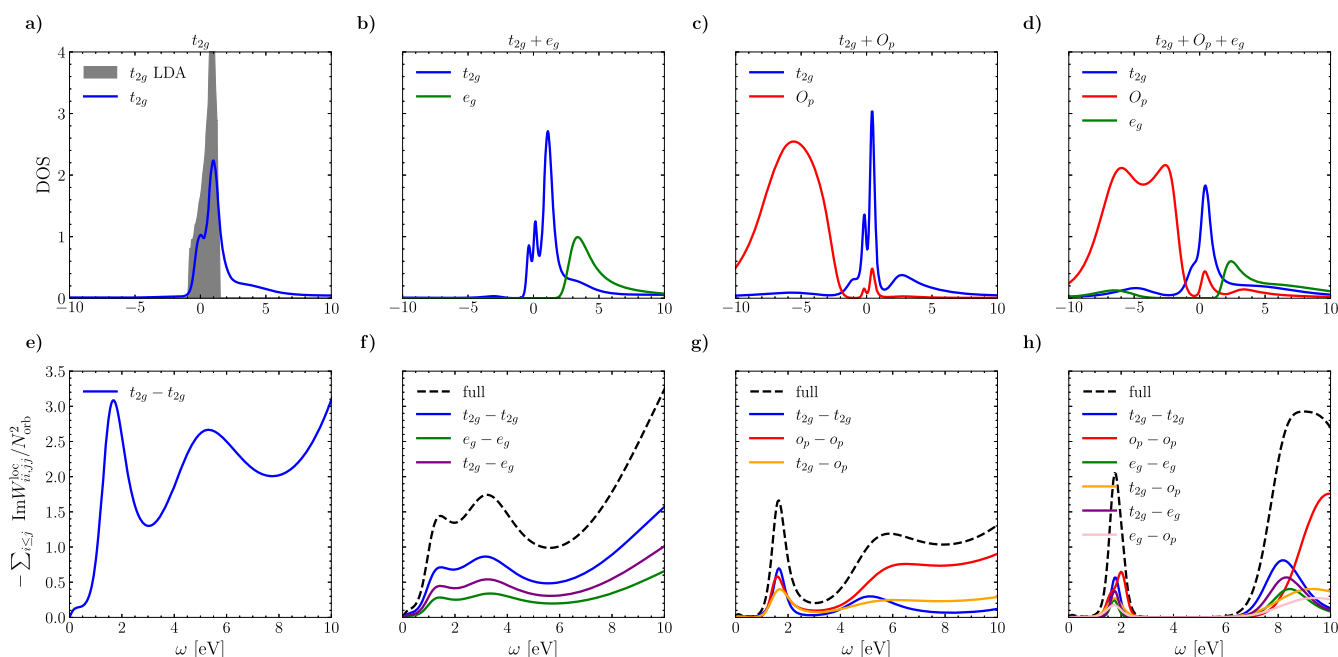 a)
b)
c)
d)
t2g
t2g + eg
t2g + Op
t2g + Op + eg
DOS
4
3
2
1
0
t2g LDA
t2g
t2g
eg
t2g
Op
t2g
Op
eg
−10 −5 0 5 10
−10 −5 0 5 10
−10 −5 0 5 10
−10 −5 0 5 10
e)
f)
g)
h)
− ∑i≤j ImW^loc_ii,jj/N²orb
3.5
3.0
2.5
2.0
1.5
1.0
0.5
0.0
t2g − t2g
full
t2g − t2g
eg − eg
t2g − eg
full
t2g − t2g
op − op
t2g − op
full
t2g − t2g
op − op
eg − eg
t2g − op
t2g − eg
eg − op
0 2 4 6 8 10
0 2 4 6 8 10
0 2 4 6 8 10
0 2 4 6 8 10
ω [eV]
ω [eV]
ω [eV]
ω [eV]